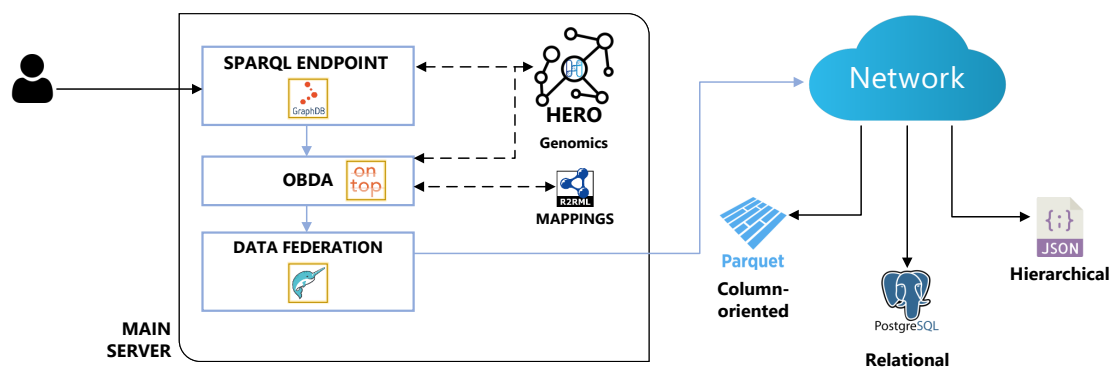 SPARQL ENDPOINT
GraphDB
HERO
Genomics
OBDA
on
top
R2RML
MAPPINGS
DATA FEDERATION
MAIN
SERVER
Network
Parquet
Column-
oriented
PostgreSQL
Relational
{;}
JSON
Hierarchical